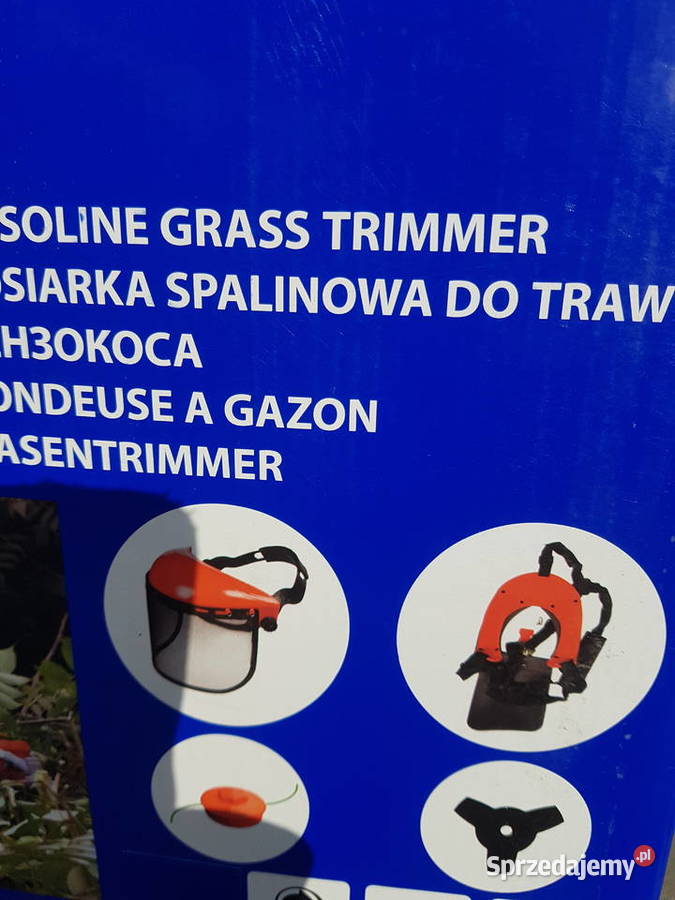 SOLINE GRASS TRIMMER
OSIARKA SPALINOWA DO TRAW
НЗОКОСА
ONDEUSE A GAZON
ASENTRIMMER
Sprzedajemy.pl